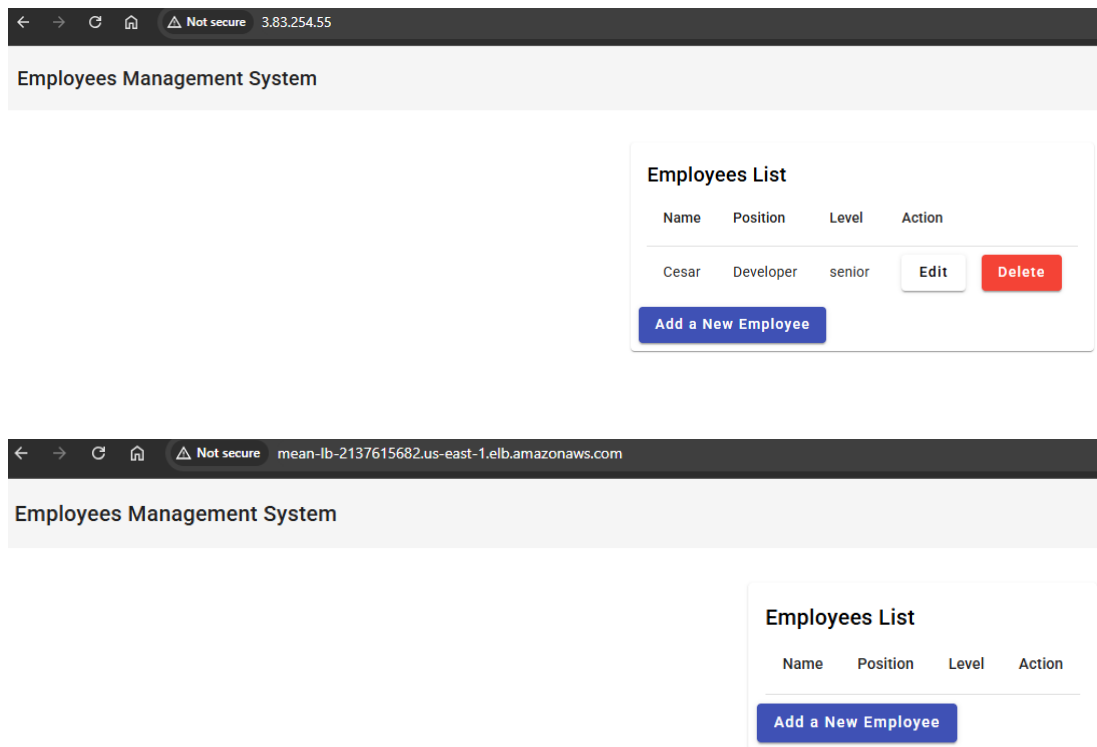 Not secure 3.83.254.55
Employees Management System
Employees List
Name Position Level Action
Cesar Developer senior Edit Delete
Add a New Employee
Not secure mean-lb-2137615682.us-east-1.elb.amazonaws.com
Employees Management System
Employees List
Name Position Level Action
Add a New Employee